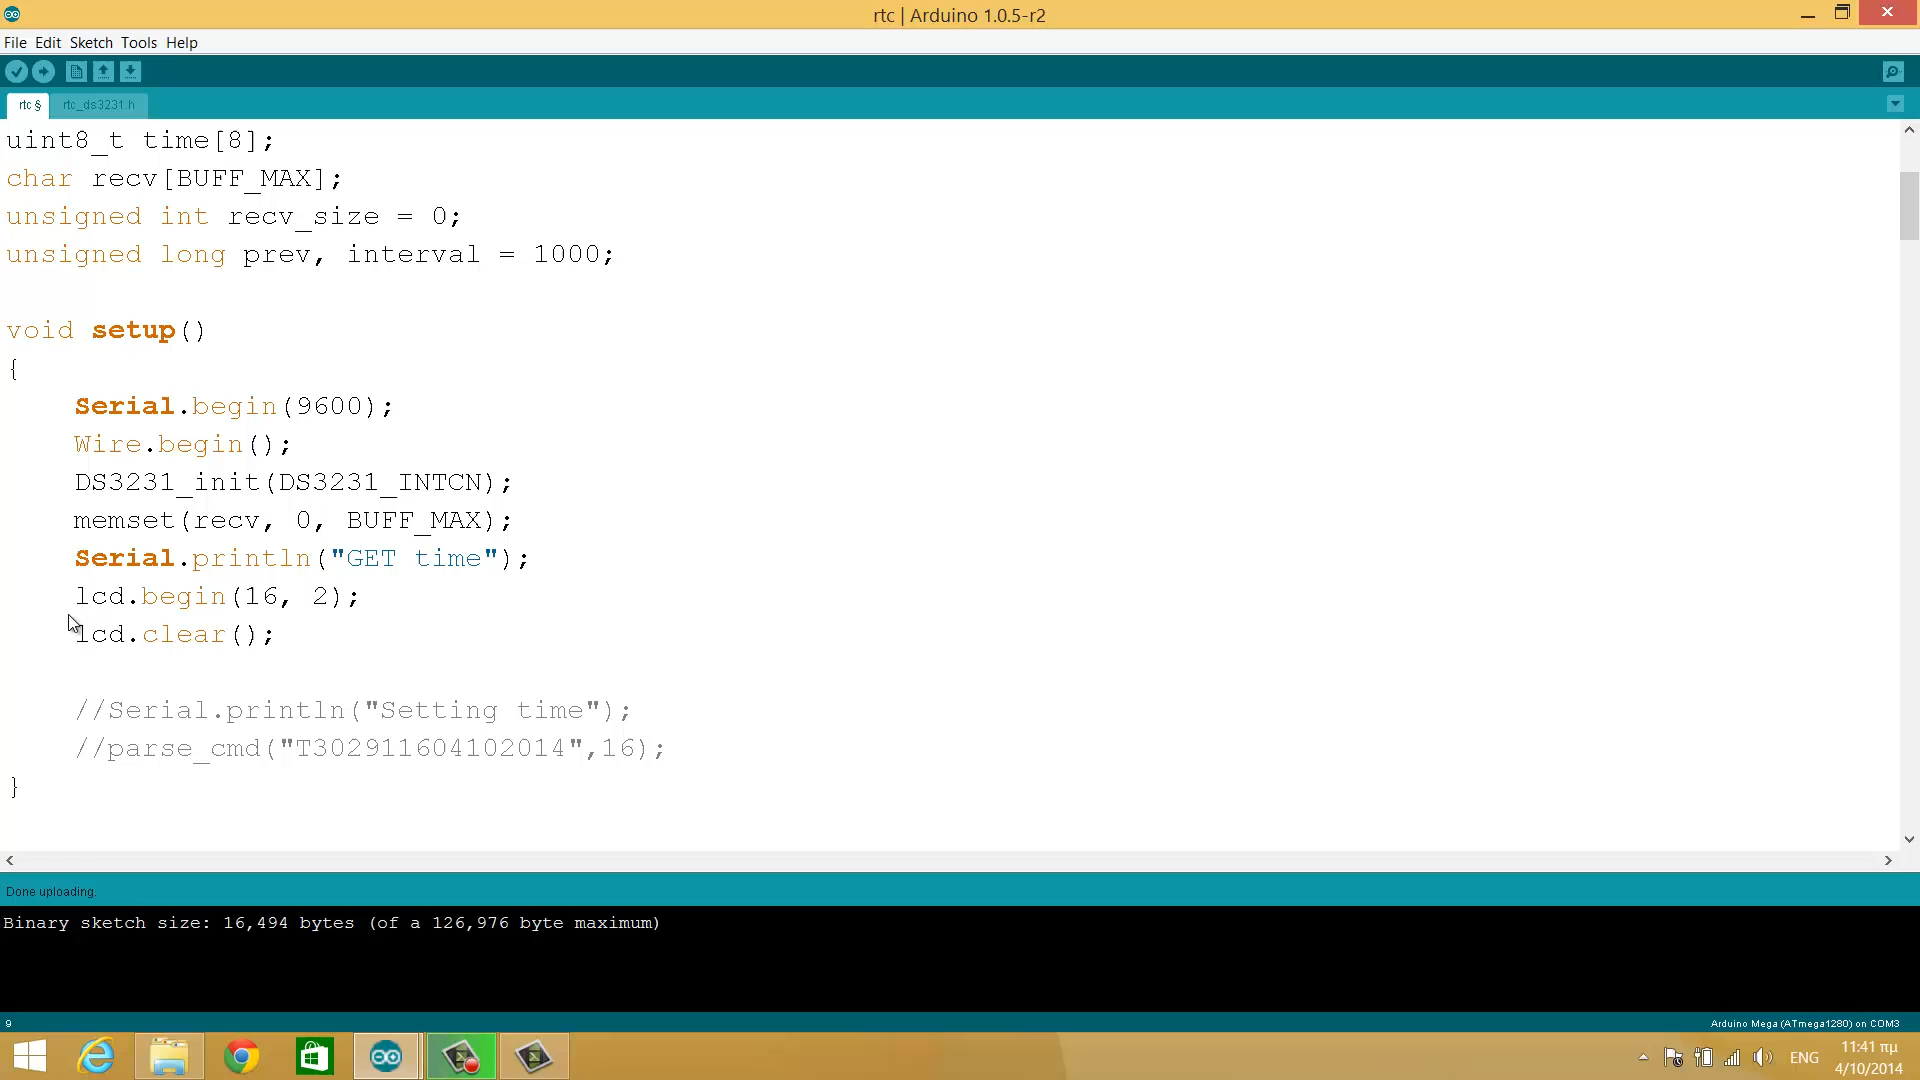 rtc | Arduino 1.0.5-r2
File Edit Sketch Tools Help
rtc § rtc_ds3231.h
uint8_t time[8];
char recv[BUFF_MAX];
unsigned int recv_size = 0;
unsigned long prev, interval = 1000;
void setup()
{
Serial.begin(9600);
Wire.begin();
DS3231_init(DS3231_INTCN);
memset(recv, 0, BUFF_MAX);
Serial.println("GET time");
lcd.begin(16, 2);
lcd.clear();
//Serial.println("Setting time");
//parse_cmd("T302911604102014",16);
}
Done uploading.
Binary sketch size: 16,494 bytes (of a 126,976 byte maximum)
9 Arduino Mega (ATmega1280) on COM3
ENG 11:41 πμ
4/10/2014